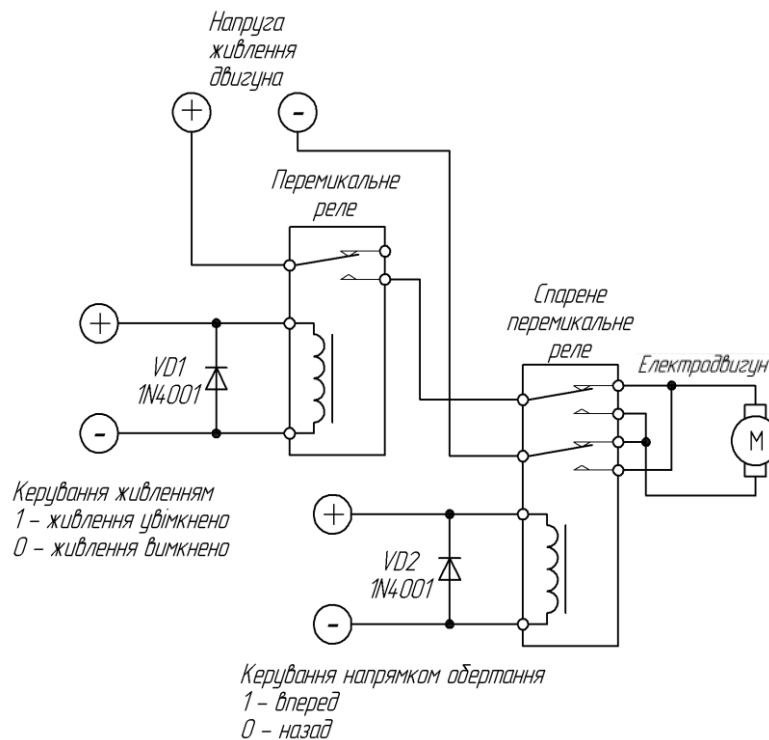 Напруга
живлення
двигуна
+
-
Перемикальне
реле
+
VD1
1N4001
-
Спарене
перемикальне
реле
Електродвигун
M
Керування живленням
1 - живлення увімкнено
0 - живлення вимкнено
+
VD2
1N4001
-
Керування напрямком обертання
1 - вперед
0 - назад